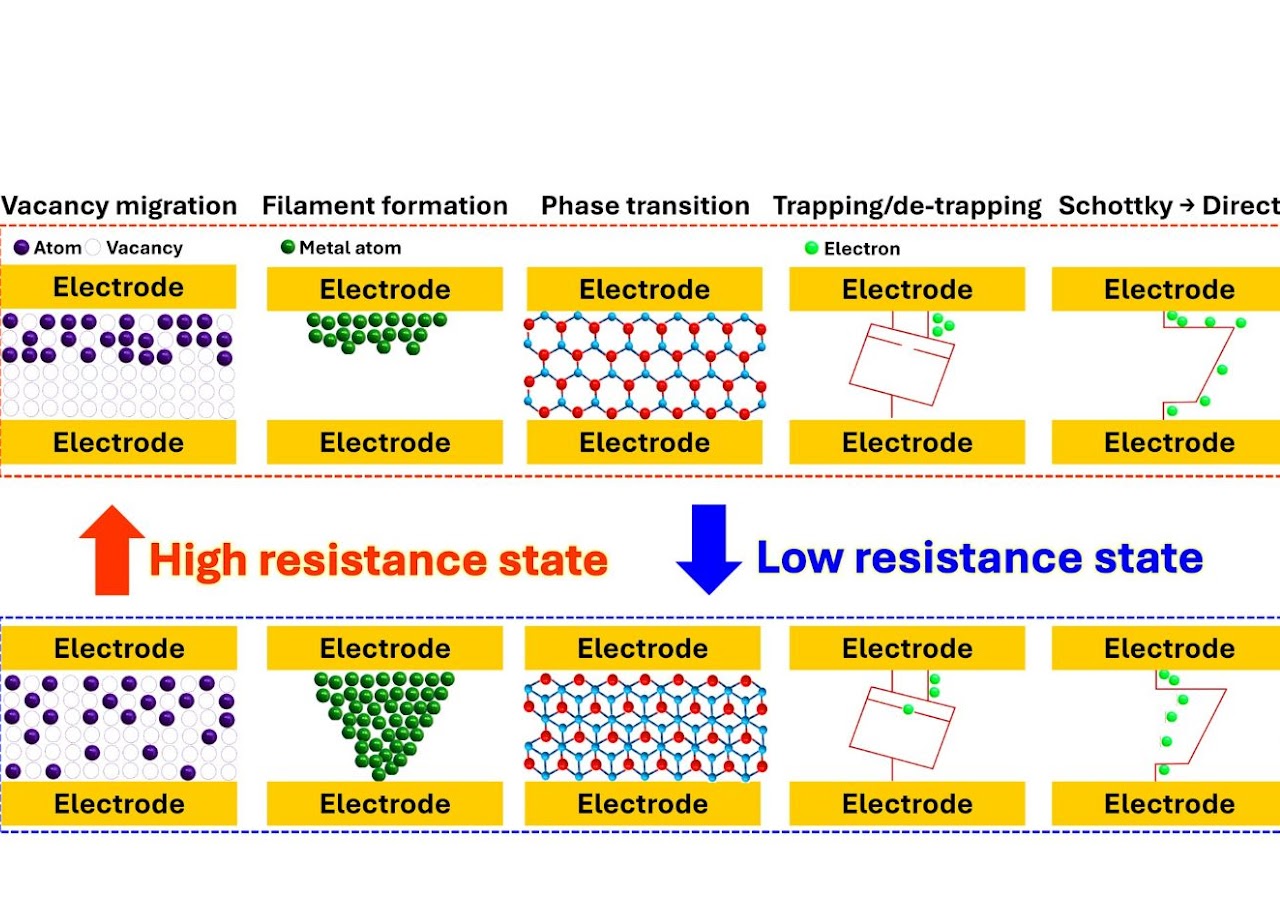 Vacancy migration Filament formation Phase transition Trapping/de-trapping Schottky → Direct
Atom Vacancy Metal atom Electron
Electrode Electrode Electrode Electrode Electrode
Electrode Electrode Electrode Electrode Electrode
High resistance state Low resistance state
Electrode Electrode Electrode Electrode Electrode
Electrode Electrode Electrode Electrode Electrode